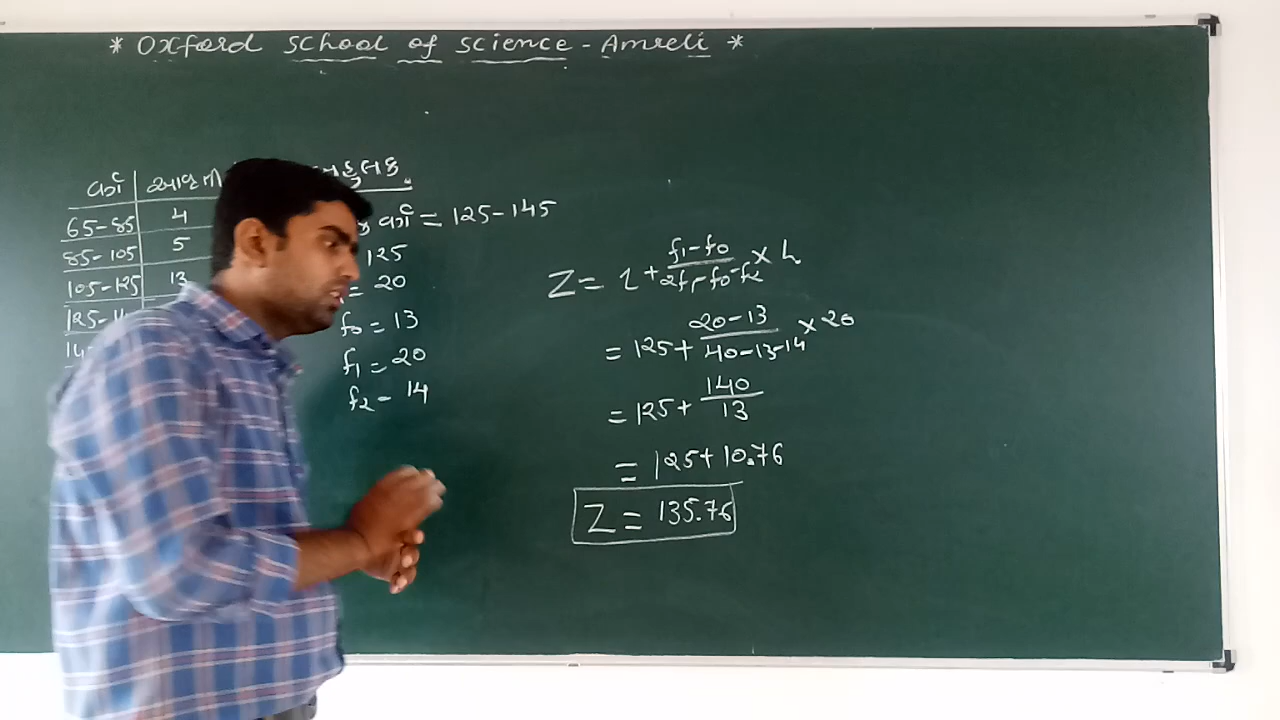 * Oxford School of Science - Amreli *
વર્ગ
65-85 4
85-105 5
105-125 13
વર્ગ = 125-145
125
= 20
f0 = 13
f1 = 20
f2 = 14
Z = l + f1-f0 / 2f1-f0-f2 × h
= 125 + 20-13 / 40-13-14 × 20
= 125 + 140 / 13
= 125 + 10.76
Z = 135.76